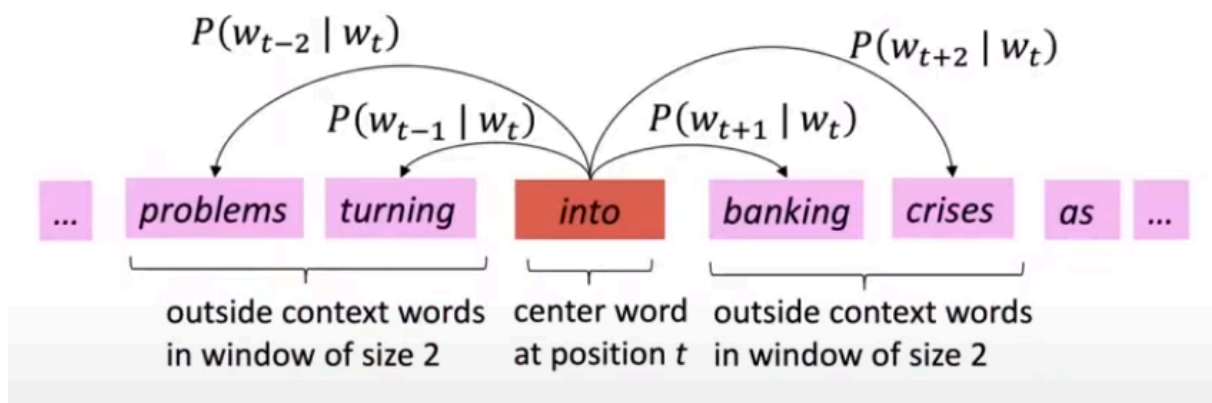 P(w_{t−2} | w_t)
P(w_{t+2} | w_t)
P(w_{t−1} | w_t)
P(w_{t+1} | w_t)
... problems turning into banking crises as ...
outside context words
in window of size 2
center word
at position t
outside context words
in window of size 2